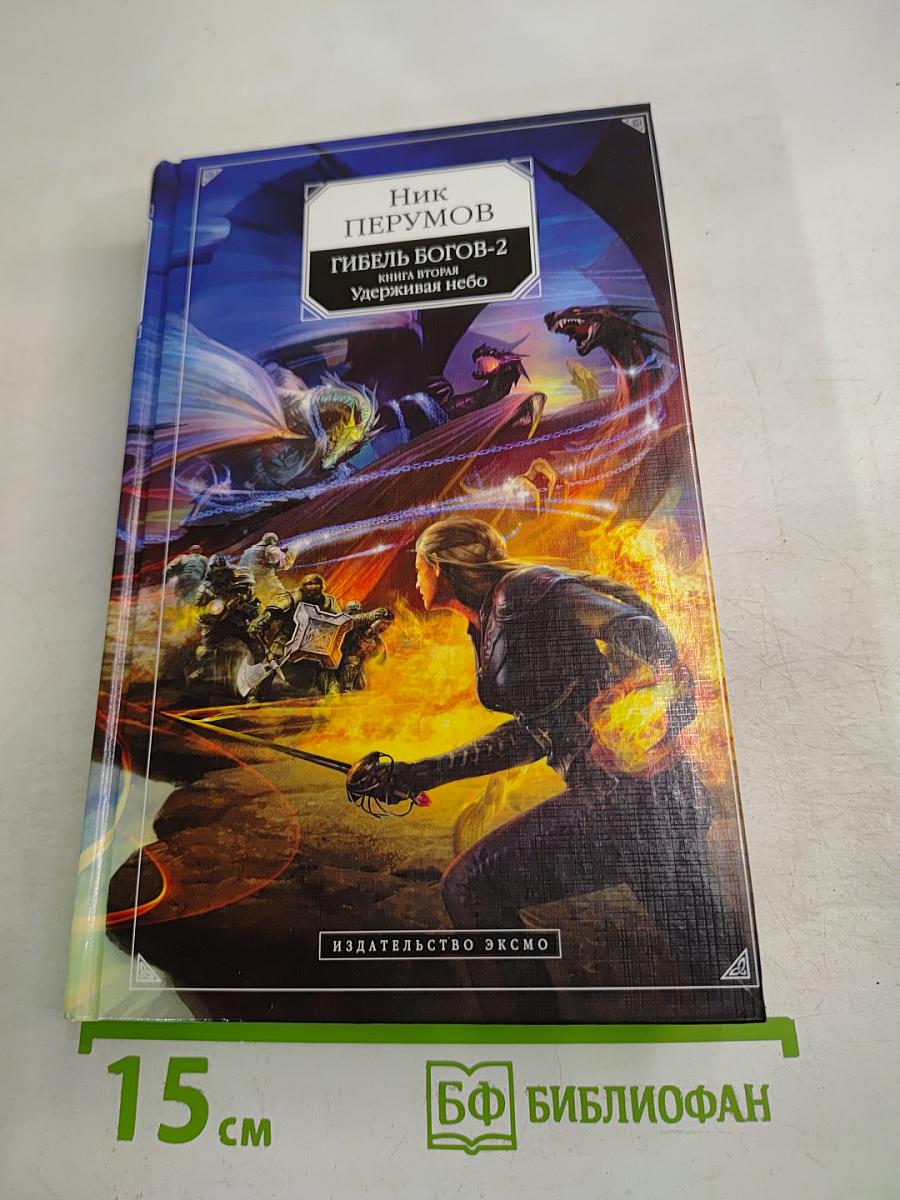 Ник
ПЕРУМОВ
ГИБЕЛЬ БОГОВ-2
КНИГА ВТОРАЯ
Удерживая небо
ИЗДАТЕЛЬСТВО ЭКСМО
15 см
БФ БИБЛИОФАН